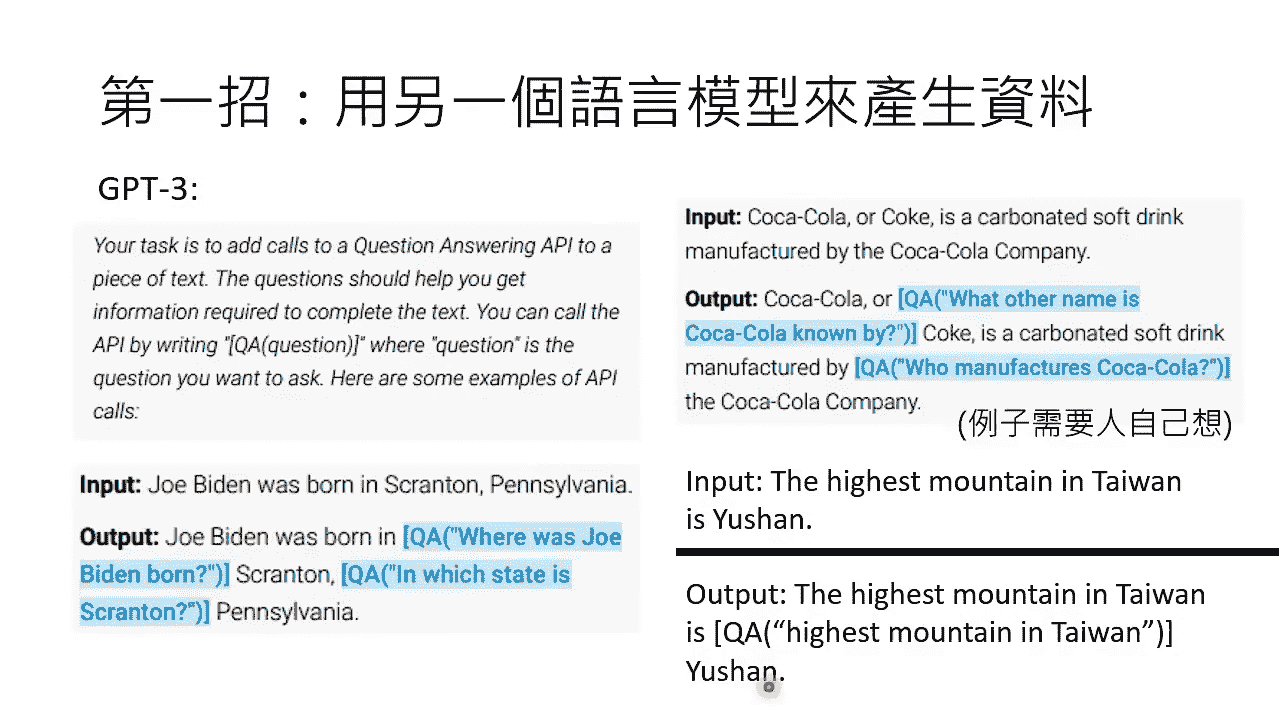 第一招：用另一個語言模型來產生資料
GPT-3:
Your task is to add calls to a Question Answering API to a
piece of text. The questions should help you get
information required to complete the text. You can call the
API by writing "[QA(question)]" where "question" is the
question you want to ask. Here are some examples of API
calls:
Input: Joe Biden was born in Scranton, Pennsylvania.
Output: Joe Biden was born in [QA("Where was Joe
Biden born?")] Scranton, [QA("In which state is
Scranton?")] Pennsylvania.
Input: Coca-Cola, or Coke, is a carbonated soft drink
manufactured by the Coca-Cola Company.
Output: Coca-Cola, or [QA("What other name is
Coca-Cola known by?")] Coke, is a carbonated soft drink
manufactured by [QA("Who manufactures Coca-Cola?")]
the Coca-Cola Company.
(例子需要人自己想)
Input: The highest mountain in Taiwan
is Yushan.
Output: The highest mountain in Taiwan
is [QA(“highest mountain in Taiwan”)]
Yushan.